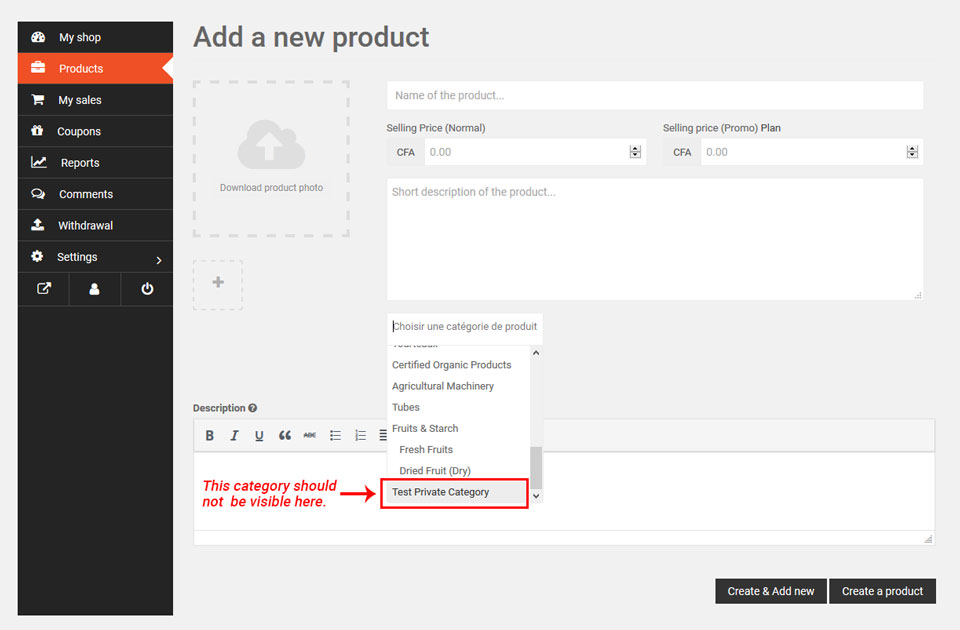 My shop
Products
My sales
Coupons
Reports
Comments
Withdrawal
Settings
Add a new product
Download product photo
+
Name of the product...
Selling Price (Normal)
Selling price (Promo) Plan
CFA 0.00
CFA 0.00
Short description of the product...
Choisir une catégorie de produit
Certified Organic Products
Agricultural Machinery
Tubes
Fruits & Starch
Fresh Fruits
Dried Fruit (Dry)
Test Private Category
Description ?
B I U “ ABC
This category should
not be visible here.
Create & Add new
Create a product